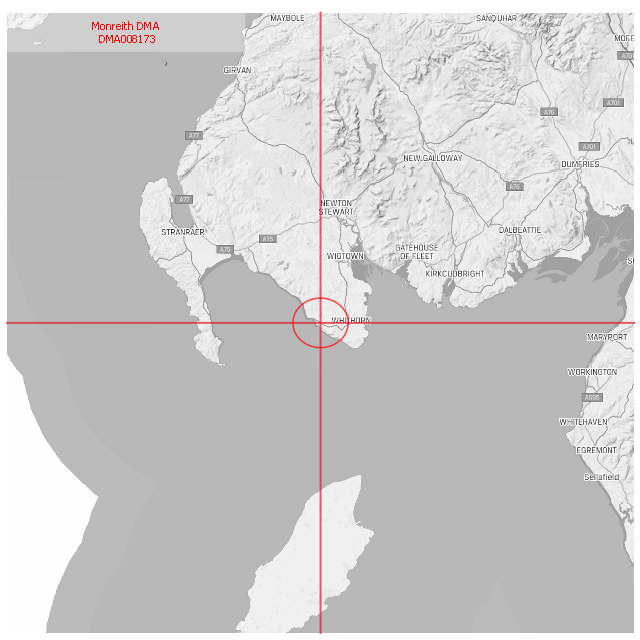 Monreith DMA
DMA008173
MAYBOLE
SANQUHAR
GIRVAN
A76
A701
A77
A701
NEW GALLOWAY
DUMFRIES
A77
A75
NEWTON
STEWART
STRANRAER
A75
A75
WIGTOWN
DALBEATTIE
GATEHOUSE
OF FLEET
KIRKCUDBRIGHT
WHITHORN
MARYPORT
WORKINGTON
A595
WHITEHAVEN
EGREMONT
Sellafield